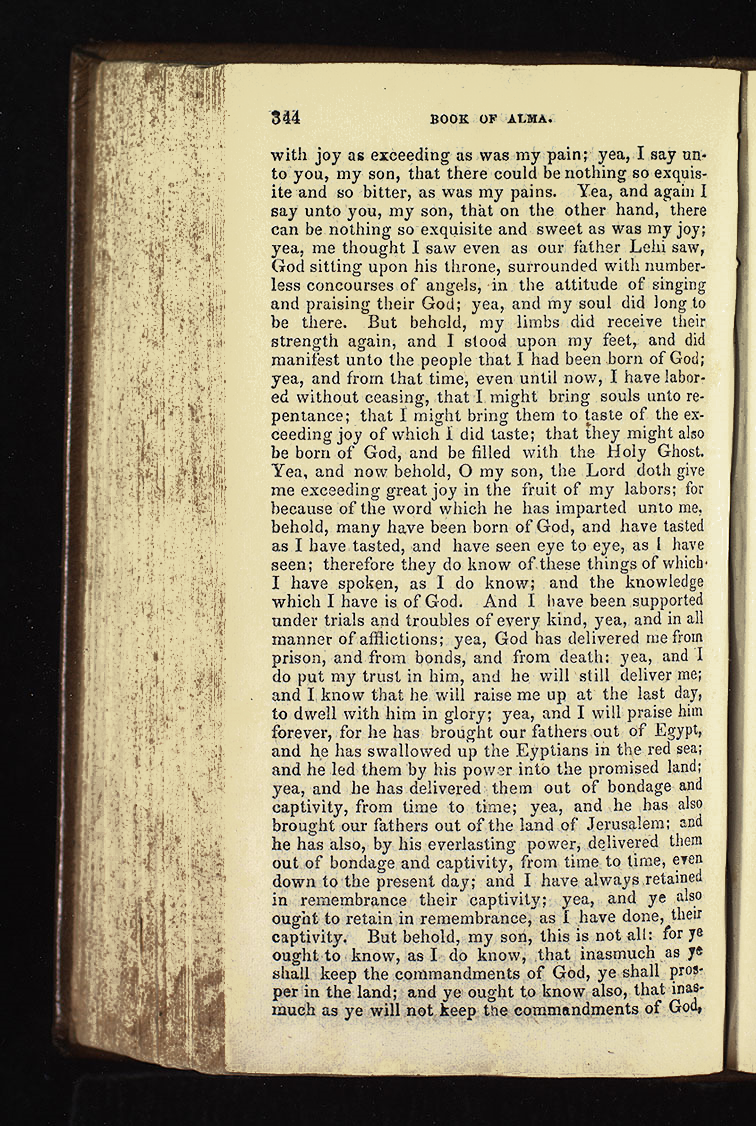 344 BOOK OF ALMA.
with joy as exceeding as was my pain; yea, I say un-
to you, my son, that there could be nothing so exquis-
ite and so bitter, as was my pains. Yea, and again I
say unto you, my son, that on the other hand, there
can be nothing so exquisite and sweet as was my joy;
yea, me thought I saw even as our father Lehi saw,
God sitting upon his throne, surrounded with number-
less concourses of angels, in the attitude of singing
and praising their God; yea, and my soul did long to
be there. But behold, my limbs did receive their
strength again, and I stood upon my feet, and did
manifest unto the people that I had been born of God;
yea, and from that time, even until now, I have labor-
ed without ceasing, that I might bring souls unto re-
pentance; that I might bring them to taste of the ex-
ceeding joy of which I did taste; that they might also
be born of God, and be filled with the Holy Ghost.
Yea, and now behold, O my son, the Lord doth give
me exceeding great joy in the fruit of my labors; for
because of the word which he has imparted unto me,
behold, many have been born of God, and have tasted
as I have tasted, and have seen eye to eye, as I have
seen; therefore they do know of these things of which
I have spoken, as I do know; and the knowledge
which I have is of God. And I have been supported
under trials and troubles of every kind, yea, and in all
manner of afflictions; yea, God has delivered me from
prison, and from bonds, and from death: yea, and I
do put my trust in him, and he will still deliver me;
and I know that he will raise me up at the last day,
to dwell with him in glory; yea, and I will praise him
forever, for he has brought our fathers out of Egypt,
and he has swallowed up the Eyptians in the red sea;
and he led them by his power into the promised land;
yea, and he has delivered them out of bondage and
captivity, from time to time; yea, and he has also
brought our fathers out of the land of Jerusalem; and
he has also, by his everlasting power, delivered them
out of bondage and captivity, from time to time, even
down to the present day; and I have always retained
in remembrance their captivity; yea, and ye also
ought to retain in remembrance, as I have done, their
captivity. But behold, my son, this is not all: for ye
ought to know, as I do know, that inasmuch as ye
shall keep the commandments of God, ye shall pros-
per in the land; and ye ought to know also, that inas-
much as ye will not keep the commandments of God,